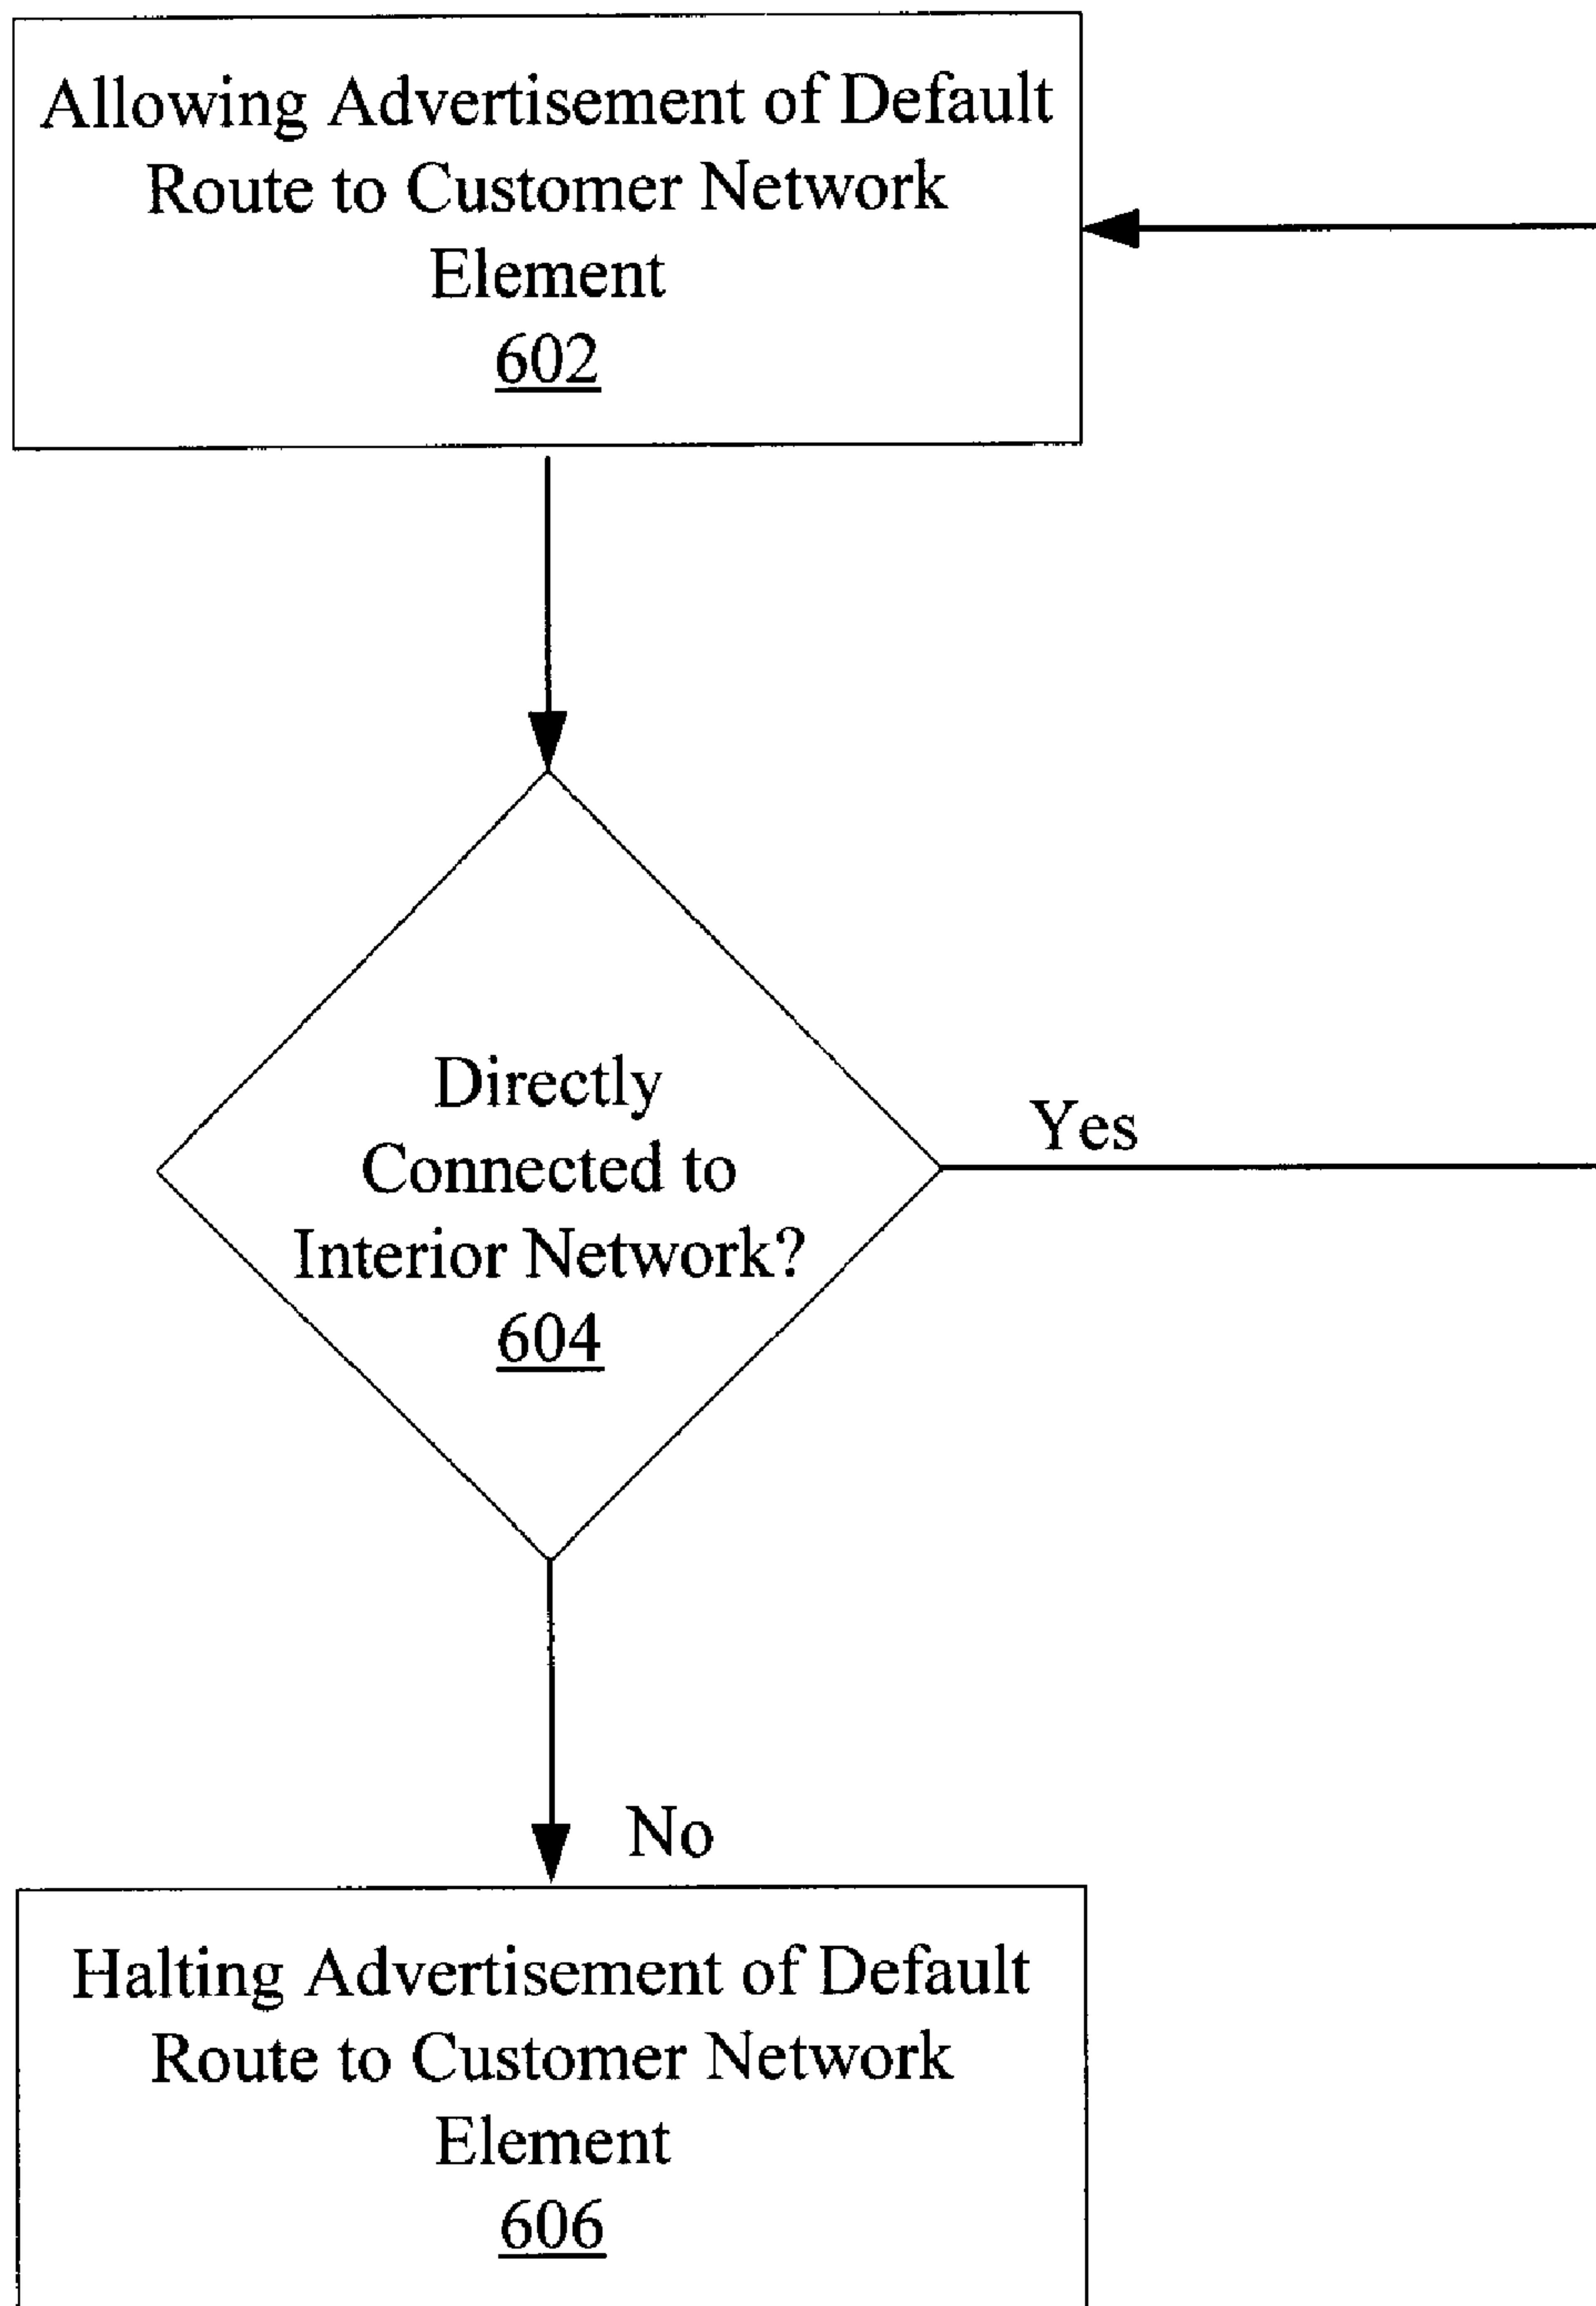 Allowing Advertisement of Default
Route to Customer Network
Element
602
Directly
Connected to
Interior Network?
604
Yes
No
Halting Advertisement of Default
Route to Customer Network
Element
606